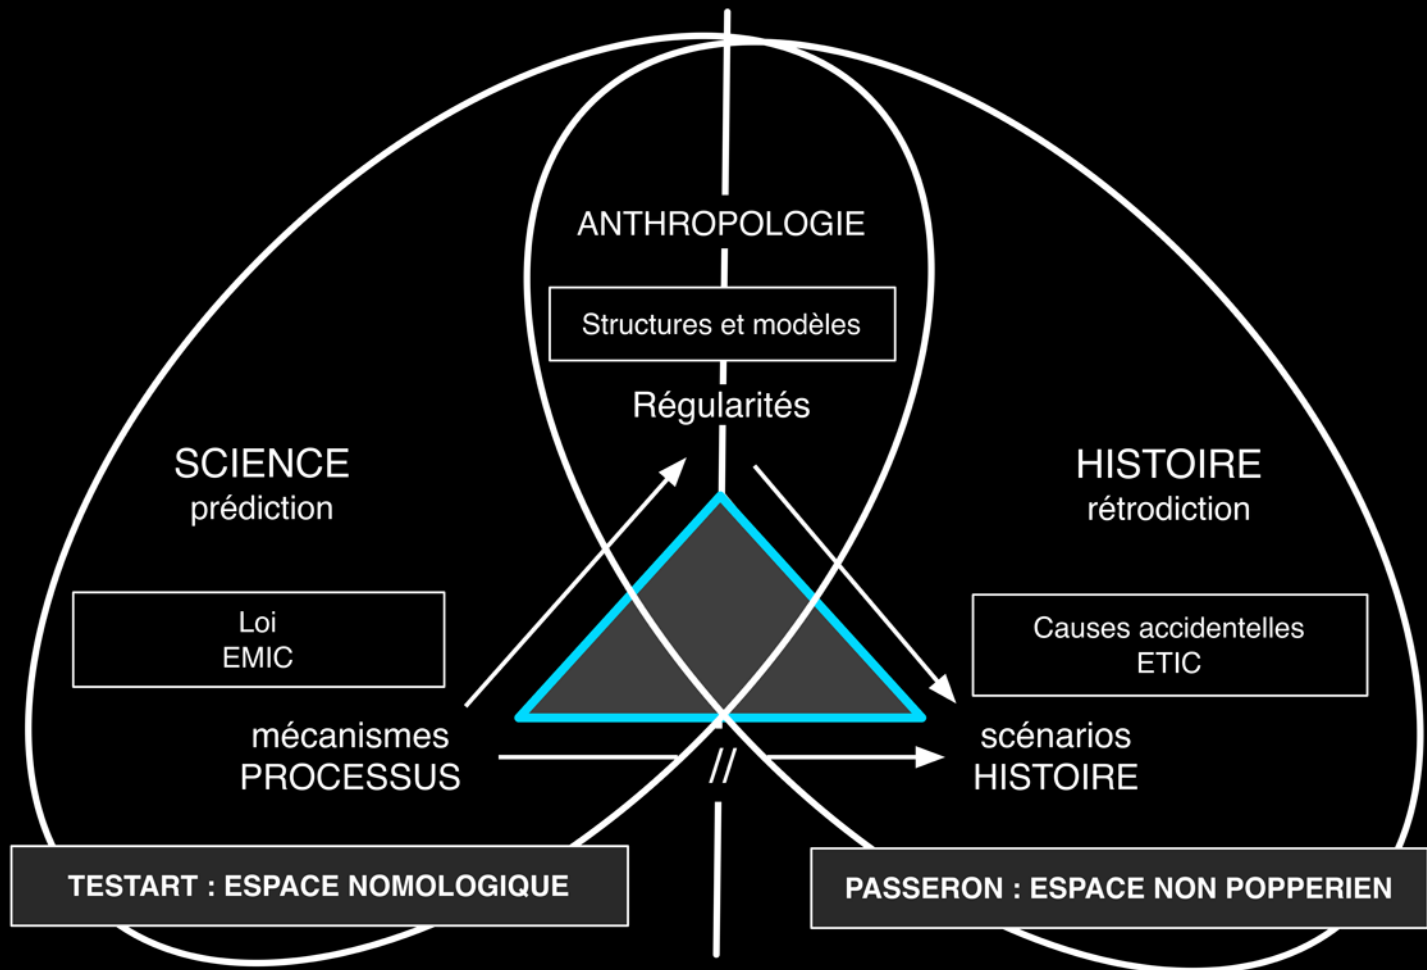 ANTHROPOLOGIE
Structures et modèles
Régularités
SCIENCE
prédiction
HISTOIRE
rétrodiction
Loi
EMIC
Causes accidentelles
ETIC
mécanismes
PROCESSUS
//
scénarios
HISTOIRE
TESTART : ESPACE NOMOLOGIQUE
PASSERON : ESPACE NON POPPERIEN